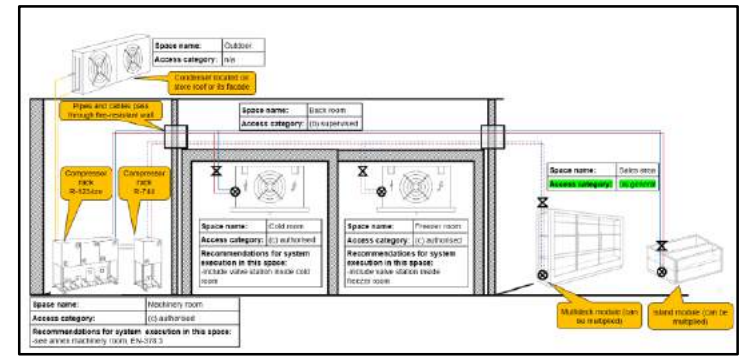 Space name: Outdoor
Access category: n/a
Condenser located on
store roof or its facade
Pipes and cables pass
through fire-resistant wall
Space name: Back room
Access category: (b) supervised
Compressor
rack
R-1234ze
Compressor
rack
R-744
Space name: Sales area
Access category: (a) general
Space name: Cold room
Access category: (c) authorised
Recommendations for system
execution in this space:
-include valve station inside cold
room
Space name: Freezer room
Access category: (c) authorised
Recommendations for system
execution in this space:
-include valve station inside
freezer room
Space name: Machinery room
Access category: (c) authorised
Recommendations for system execution in this space:
-see annex machinery room, EN-378.3
Multideck module (can
be multiplied)
Island module (can be
multiplied)